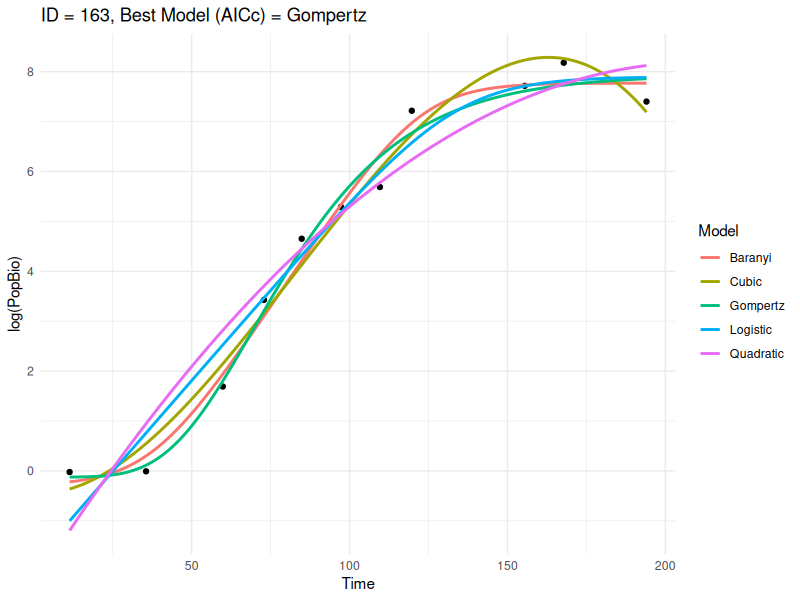 ID = 163, Best Model (AICc) = Gompertz
log(PopBio)
8
6
4
2
0
50
100
150
200
Time
Model
Baranyi
Cubic
Gompertz
Logistic
Quadratic